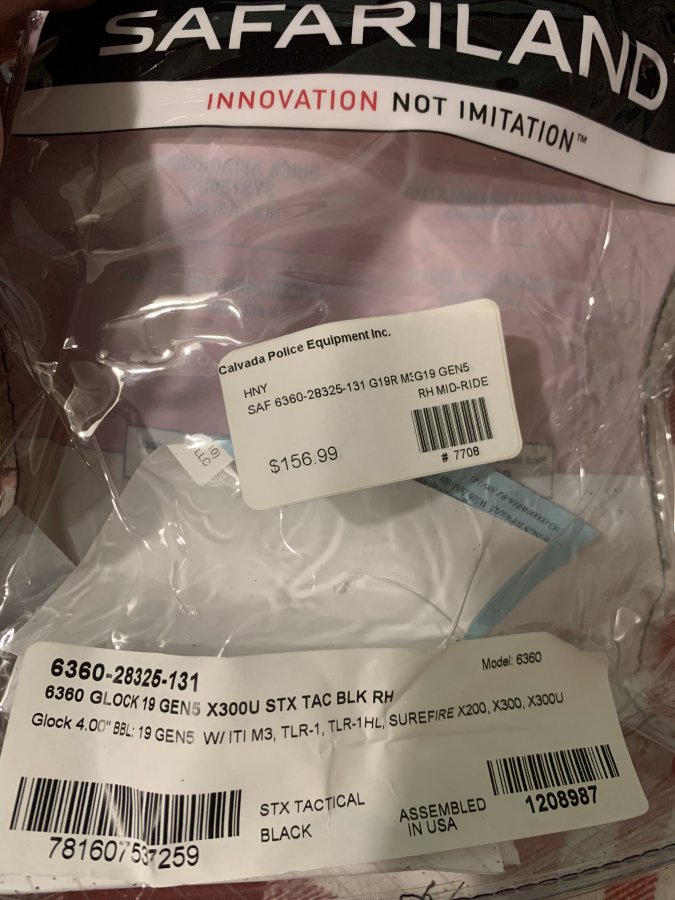 SAFARILAND
INNOVATION NOT IMITATION™
Calvada Police Equipment Inc.
HNY
SAF 6360-28325-131 G19R M3G19 GEN5
RH MID-RIDE
$156.99
# 7708
LLC
6360-28325-131
Model: 6360
6360 GLOCK 19 GEN5 X300U STX TAC BLK RH
Glock 4.00" BBL: 19 GEN5 W/ ITI M3, TLR-1, TLR-1HL, SUREFIRE X200, X300, X300U
STX TACTICAL
BLACK
ASSEMBLED
IN USA
1208987
781607537259